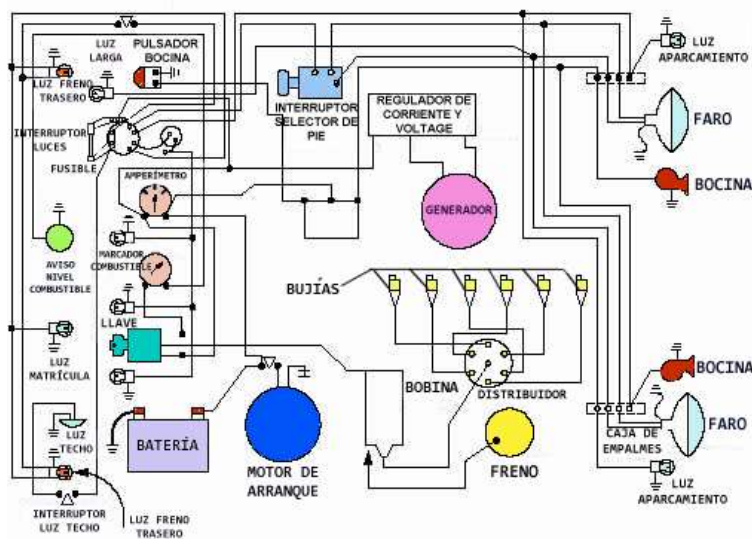 LUZ
LARGA
PULSADOR
BOCINA
LUZ FRENO
TRASERO
INTERRUPTOR
LUCES
FUSIBLE
INTERRUPTOR
SELECTOR DE
PIE
REGULADOR DE
CORRIENTE Y
VOLTAGE
LUZ
APARCAMIENTO
FARO
BOCINA
AMPERÍMETRO
GENERADOR
AVISO
NIVEL
COMBUSTIBLE
MARCADOR
COMBUSTIBLE
BUJÍAS
LLAVE
LUZ
MATRÍCULA
BOBINA
DISTRIBUIDOR
BOCINA
FARO
CAJA DE
EMPALMES
LUZ
APARCAMIENTO
LUZ
TECHO
BATERÍA
MOTOR DE
ARRANQUE
FRENO
INTERRUPTOR
LUZ TECHO
LUZ FRENO
TRASERO